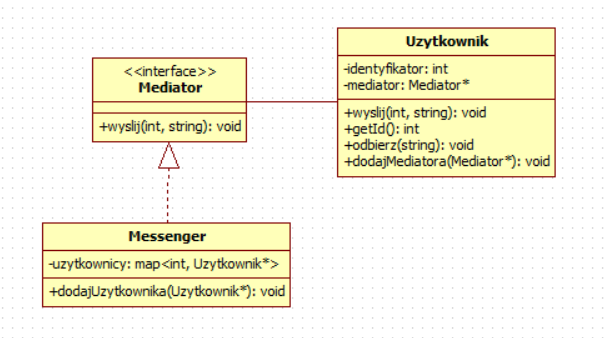 <<interface>>
Mediator
+wyslij(int, string): void
Uzytkownik
-identyfikator: int
-mediator: Mediator*
+wyslij(int, string): void
+getId(): int
+odbierz(string): void
+dodajMediatora(Mediator*): void
Messenger
-uzytkownicy: map<int, Uzytkownik*>
+dodajUzytkownika(Uzytkownik*): void